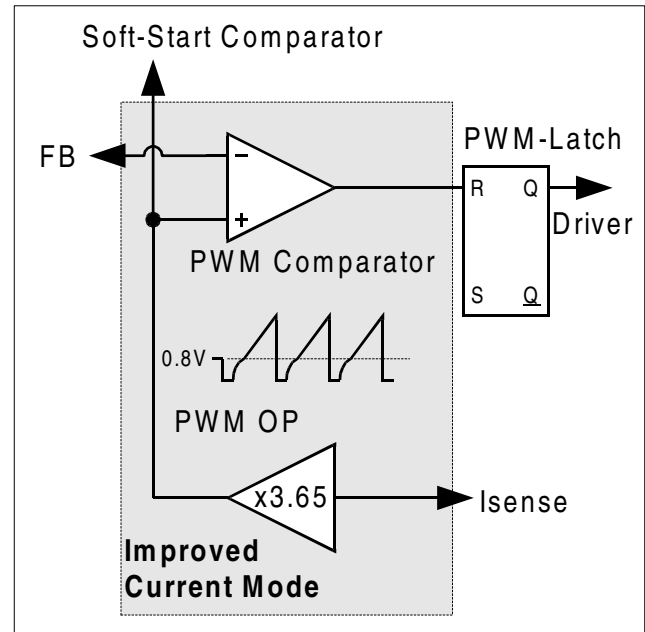 Soft-Start Comparator
FB
PWM-Latch
R Q
Driver
PWM Comparator
S Q
0.8V
PWM OP
x3.65
Isense
Improved
Current Mode